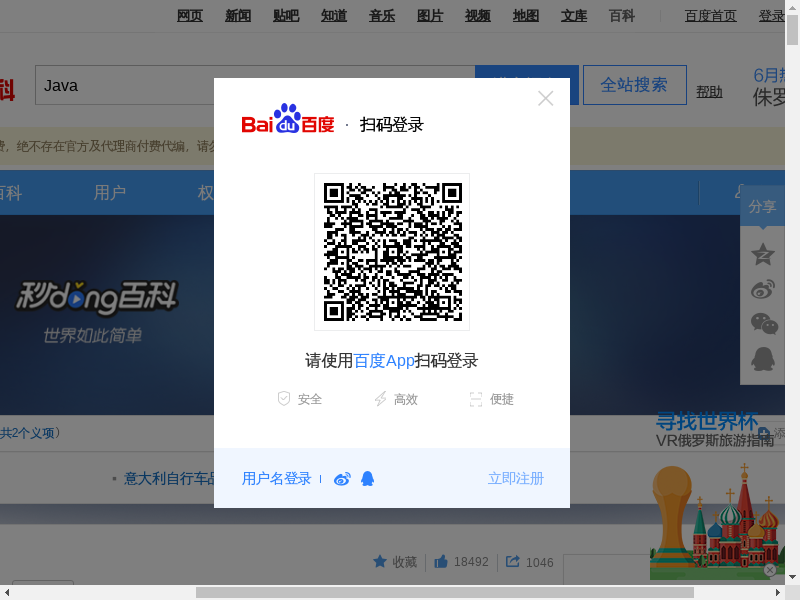 网页 新闻 贴吧 知道 音乐 图片 视频 地图 文库 百科 百度首页 登录
科
Java
全站搜索
帮助
6月热
侏罗
绝不存在官方及代理商付费代编，请勿
百科 用户 权
分享
Bai du 百度 · 扫码登录
秒dong百科
世界如此简单
请使用百度App扫码登录
安全 高效 便捷
共2个义项）
寻找世界杯
VR俄罗斯旅游指南
添
• 意大利自行车品
用户名登录
立即注册
收藏 18492 1046